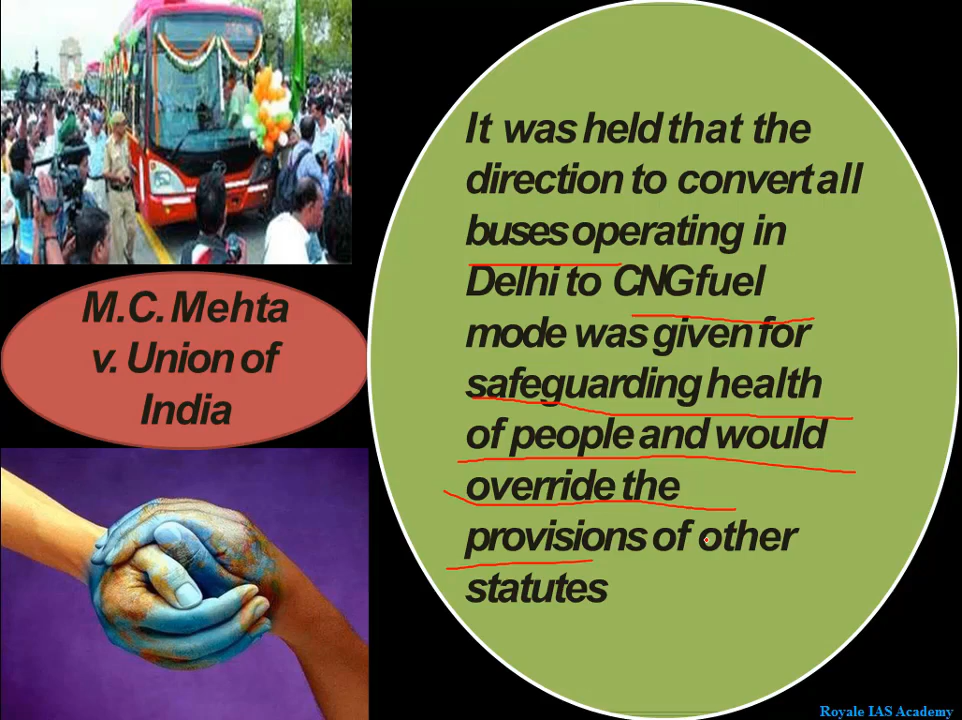 M.C. Mehta
v. Union of
India
It was held that the
direction to convert all
buses operating in
Delhi to CNG fuel
mode was given for
safeguarding health
of people and would
override the
provisions of other
statutes
Royale IAS Academy